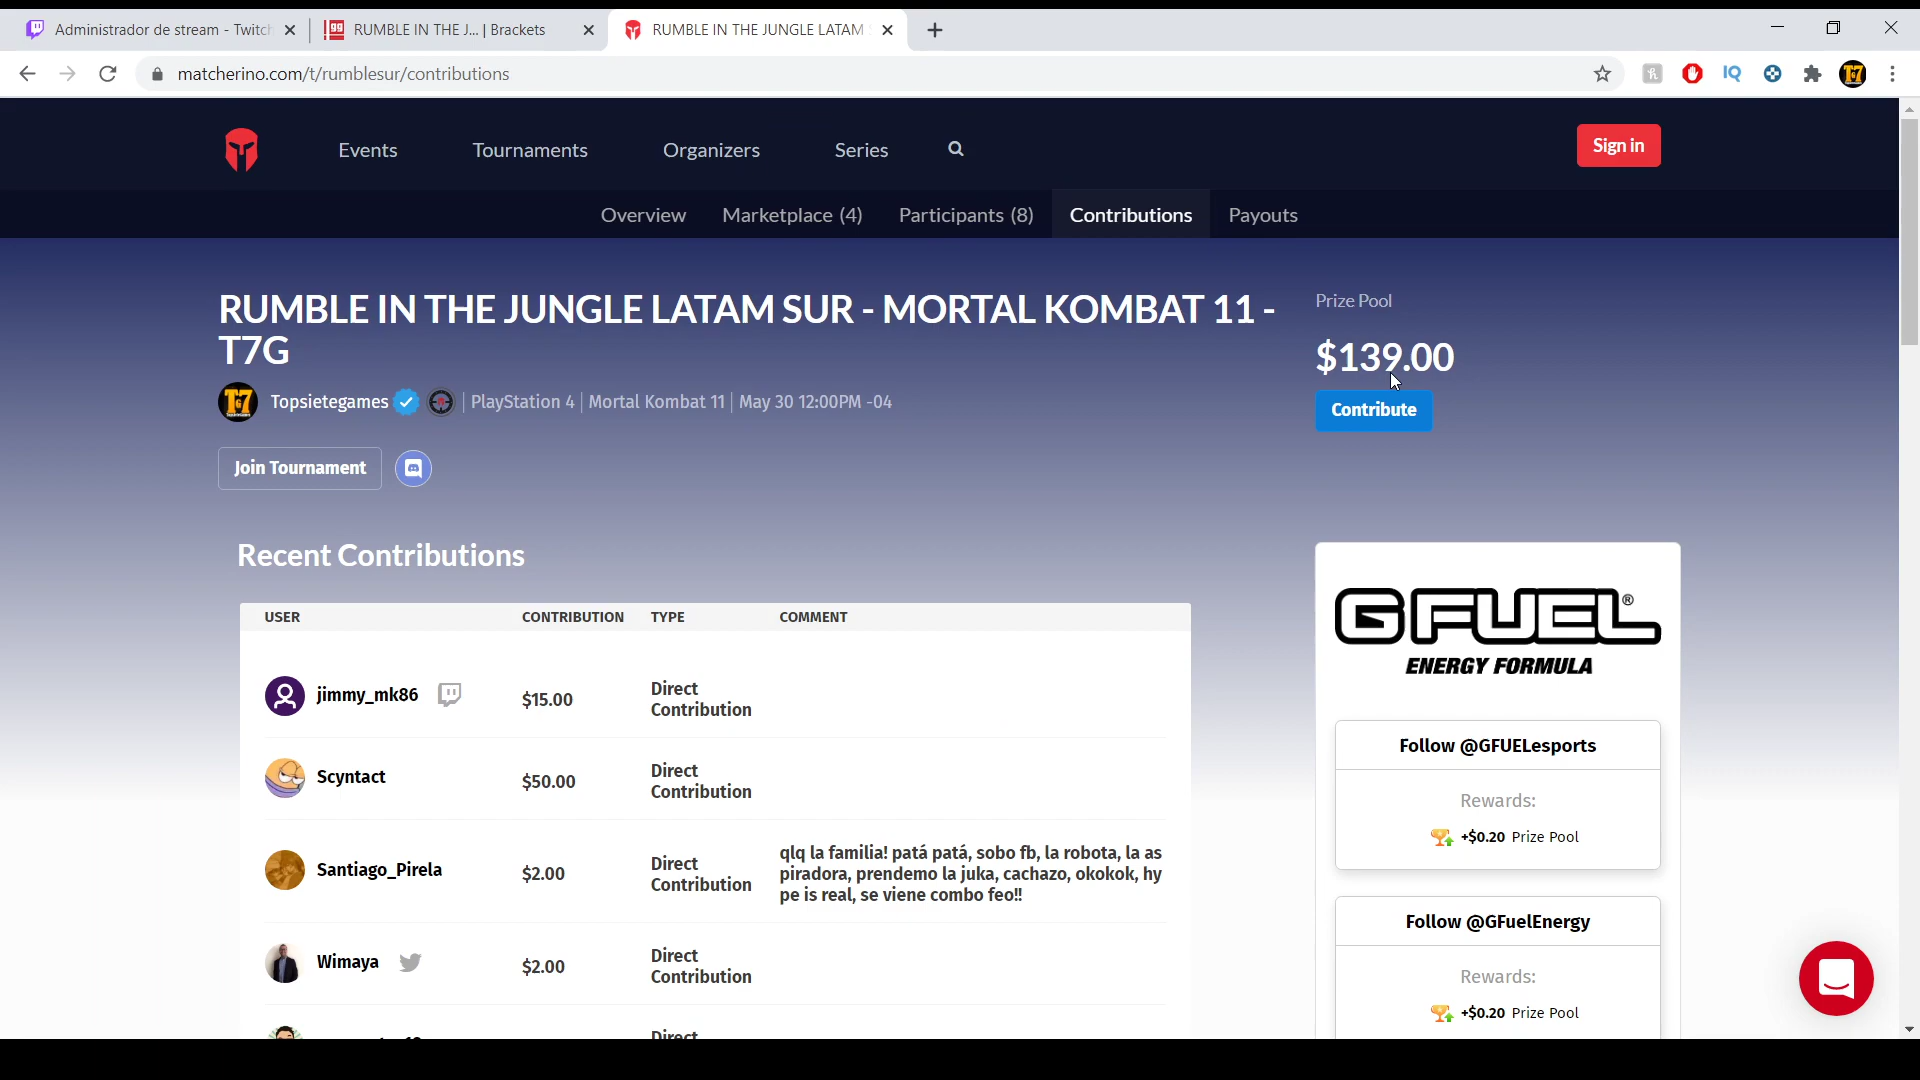 Administrador de stream - Twitch
RUMBLE IN THE J... | Brackets
RUMBLE IN THE JUNGLE LATAM
matcherino.com/t/rumblesur/contributions
IQ
Events
Tournaments
Organizers
Series
Sign in
Overview
Marketplace (4)
Participants (8)
Contributions
Payouts
RUMBLE IN THE JUNGLE LATAM SUR - MORTAL KOMBAT 11 -
T7G
Prize Pool
$139.00
Topsietegames
PlayStation 4 | Mortal Kombat 11 | May 30 12:00PM -04
Contribute
Join Tournament
Recent Contributions
USER CONTRIBUTION TYPE COMMENT
jimmy_mk86
$15.00
Direct
Contribution
Scyntact
$50.00
Direct
Contribution
Santiago_Pirela
$2.00
Direct
Contribution
qlq la familia! patá patá, sobo fb, la robota, la as
piradora, prendemo la juka, cachazo, okokok, hy
pe is real, se viene combo feo!!
Wimaya
$2.00
Direct
Contribution
Direct
GFUEL®
ENERGY FORMULA
Follow @GFUELesports
Rewards:
+$0.20 Prize Pool
Follow @GFuelEnergy
Rewards:
+$0.20 Prize Pool